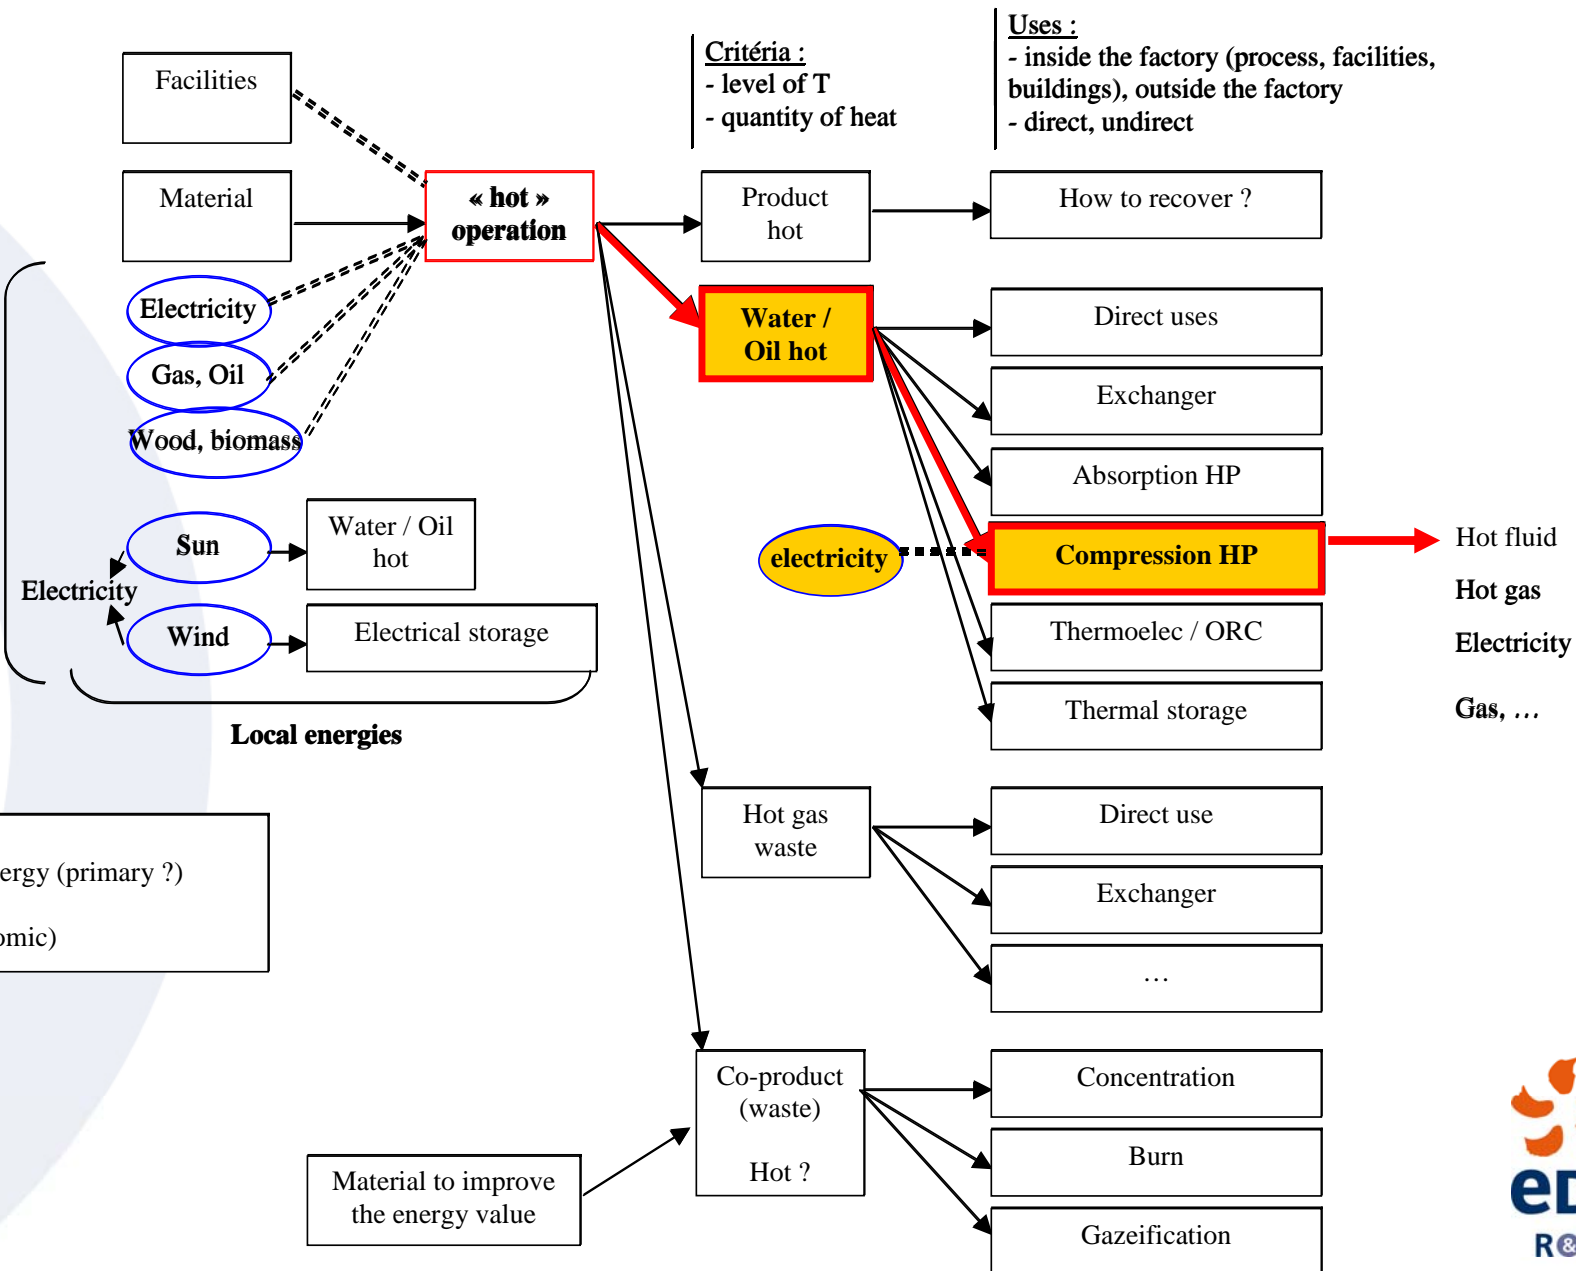 Critéria :
- level of T
- quantity of heat
Uses :
- inside the factory (process, facilities,
buildings), outside the factory
- direct, undirect
Facilities
Material
« hot »
operation
Product
hot
How to recover ?
Electricity
Gas, Oil
Wood, biomass
Water /
Oil hot
Direct uses
Exchanger
Absorption HP
electricity
Compression HP
Thermoelec / ORC
Thermal storage
Hot fluid
Hot gas
Electricity
Gas, …
Sun
Water / Oil
hot
Electricity
Wind
Electrical storage
Local energies
ergy (primary ?)
omic)
Hot gas
waste
Direct use
Exchanger
…
Co-product
(waste)
Hot ?
Concentration
Burn
Gazeification
Material to improve
the energy value
eD
R&